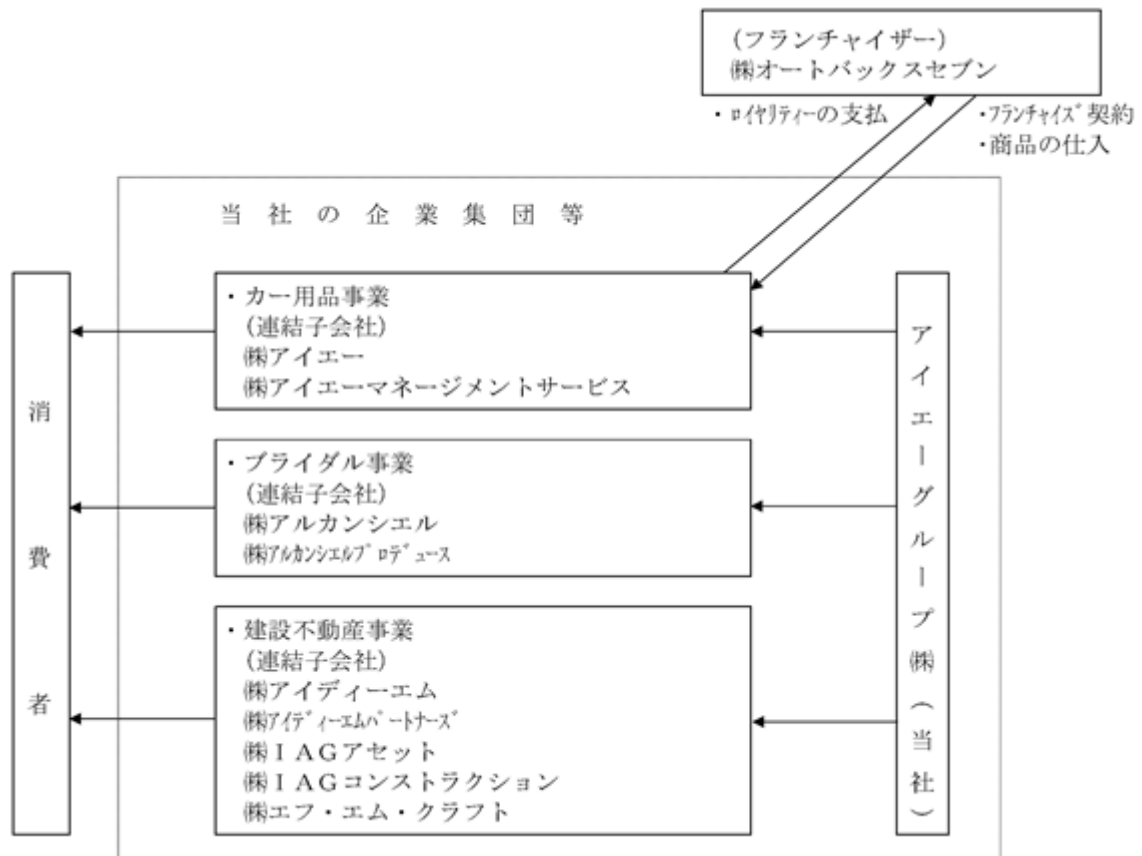 (フランチャイザー)
㈱オートバックスセブン
・ﾛｲﾔﾘﾃｨｰの支払
・ﾌﾗﾝﾁｬｲｽﾞ契約
・商品の仕入
当社の企業集団等
・カー用品事業
(連結子会社)
㈱アイエー
㈱アイエーマネージメントサービス
・ブライダル事業
(連結子会社)
㈱アルカンシエル
㈱ｱﾙｶﾝｼｴﾙﾌﾟﾛﾃﾞｭｰｽ
・建設不動産事業
(連結子会社)
㈱アイディーエム
㈱ｱｲﾃﾞｨｰｴﾑﾊﾟｰﾄﾅｰｽﾞ
㈱ＩＡＧアセット
㈱ＩＡＧコンストラクション
㈱エフ・エム・クラフト
消費者
アイエーグループ㈱(当社)